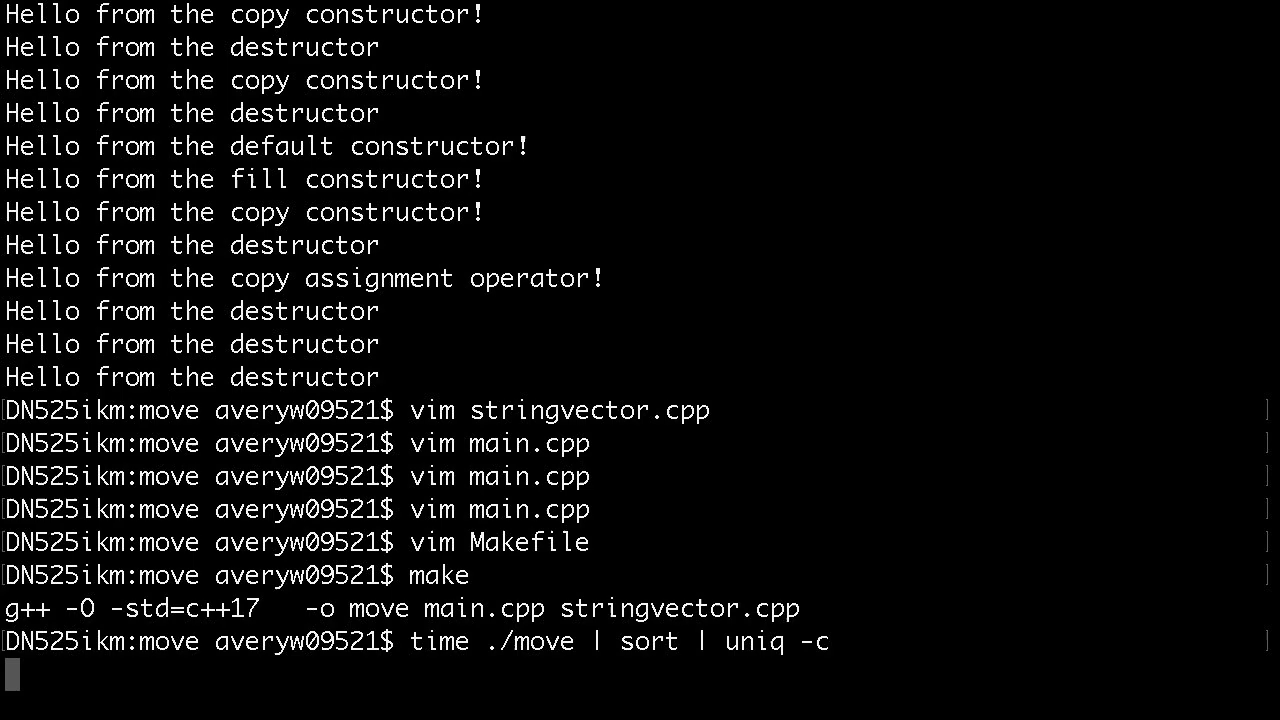 Hello from the copy constructor!
Hello from the destructor
Hello from the copy constructor!
Hello from the destructor
Hello from the default constructor!
Hello from the fill constructor!
Hello from the copy constructor!
Hello from the destructor
Hello from the copy assignment operator!
Hello from the destructor
Hello from the destructor
Hello from the destructor
[DN525ikm:move averyw09521$ vim stringvector.cpp ]
[DN525ikm:move averyw09521$ vim main.cpp ]
[DN525ikm:move averyw09521$ vim main.cpp ]
[DN525ikm:move averyw09521$ vim main.cpp ]
[DN525ikm:move averyw09521$ vim Makefile ]
[DN525ikm:move averyw09521$ make ]
g++ -O -std=c++17   -o move main.cpp stringvector.cpp
[DN525ikm:move averyw09521$ time ./move | sort | uniq -c ]